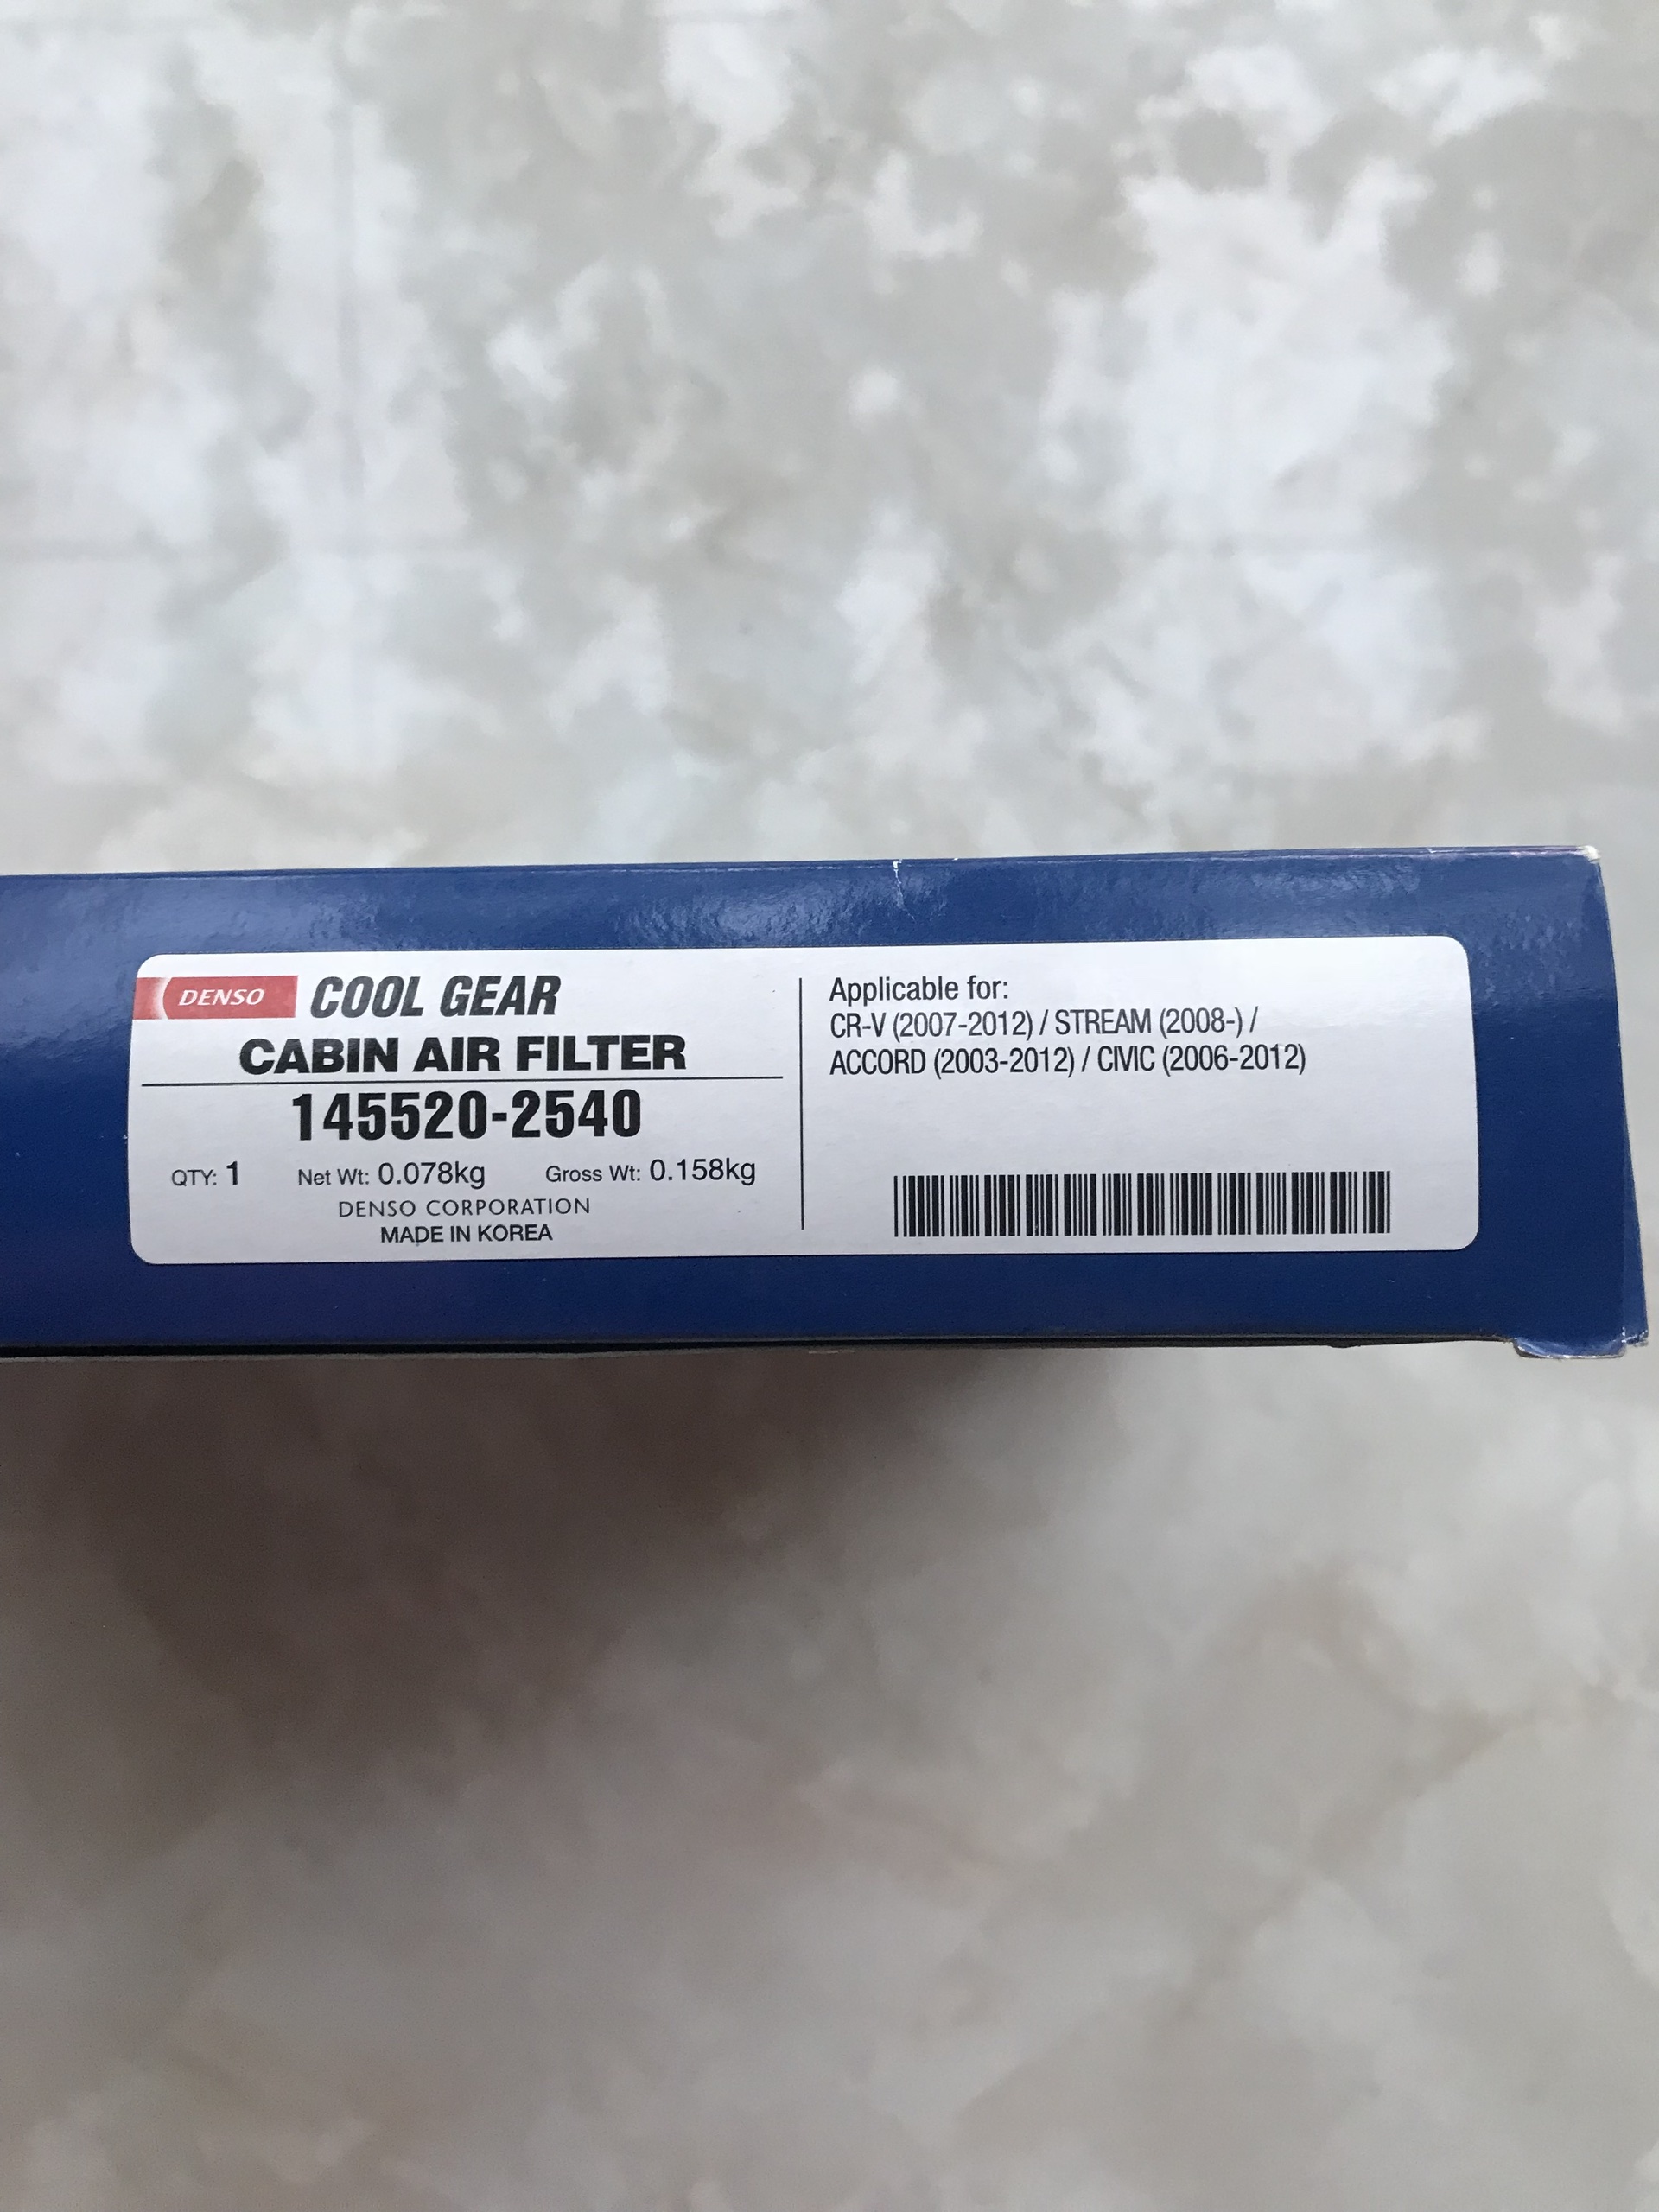 DENSO COOL GEAR
CABIN AIR FILTER
145520-2540
QTY: 1 Net Wt: 0.078kg Gross Wt: 0.158kg
DENSO CORPORATION
MADE IN KOREA
Applicable for:
CR-V (2007-2012) / STREAM (2008-) /
ACCORD (2003-2012) / CIVIC (2006-2012)